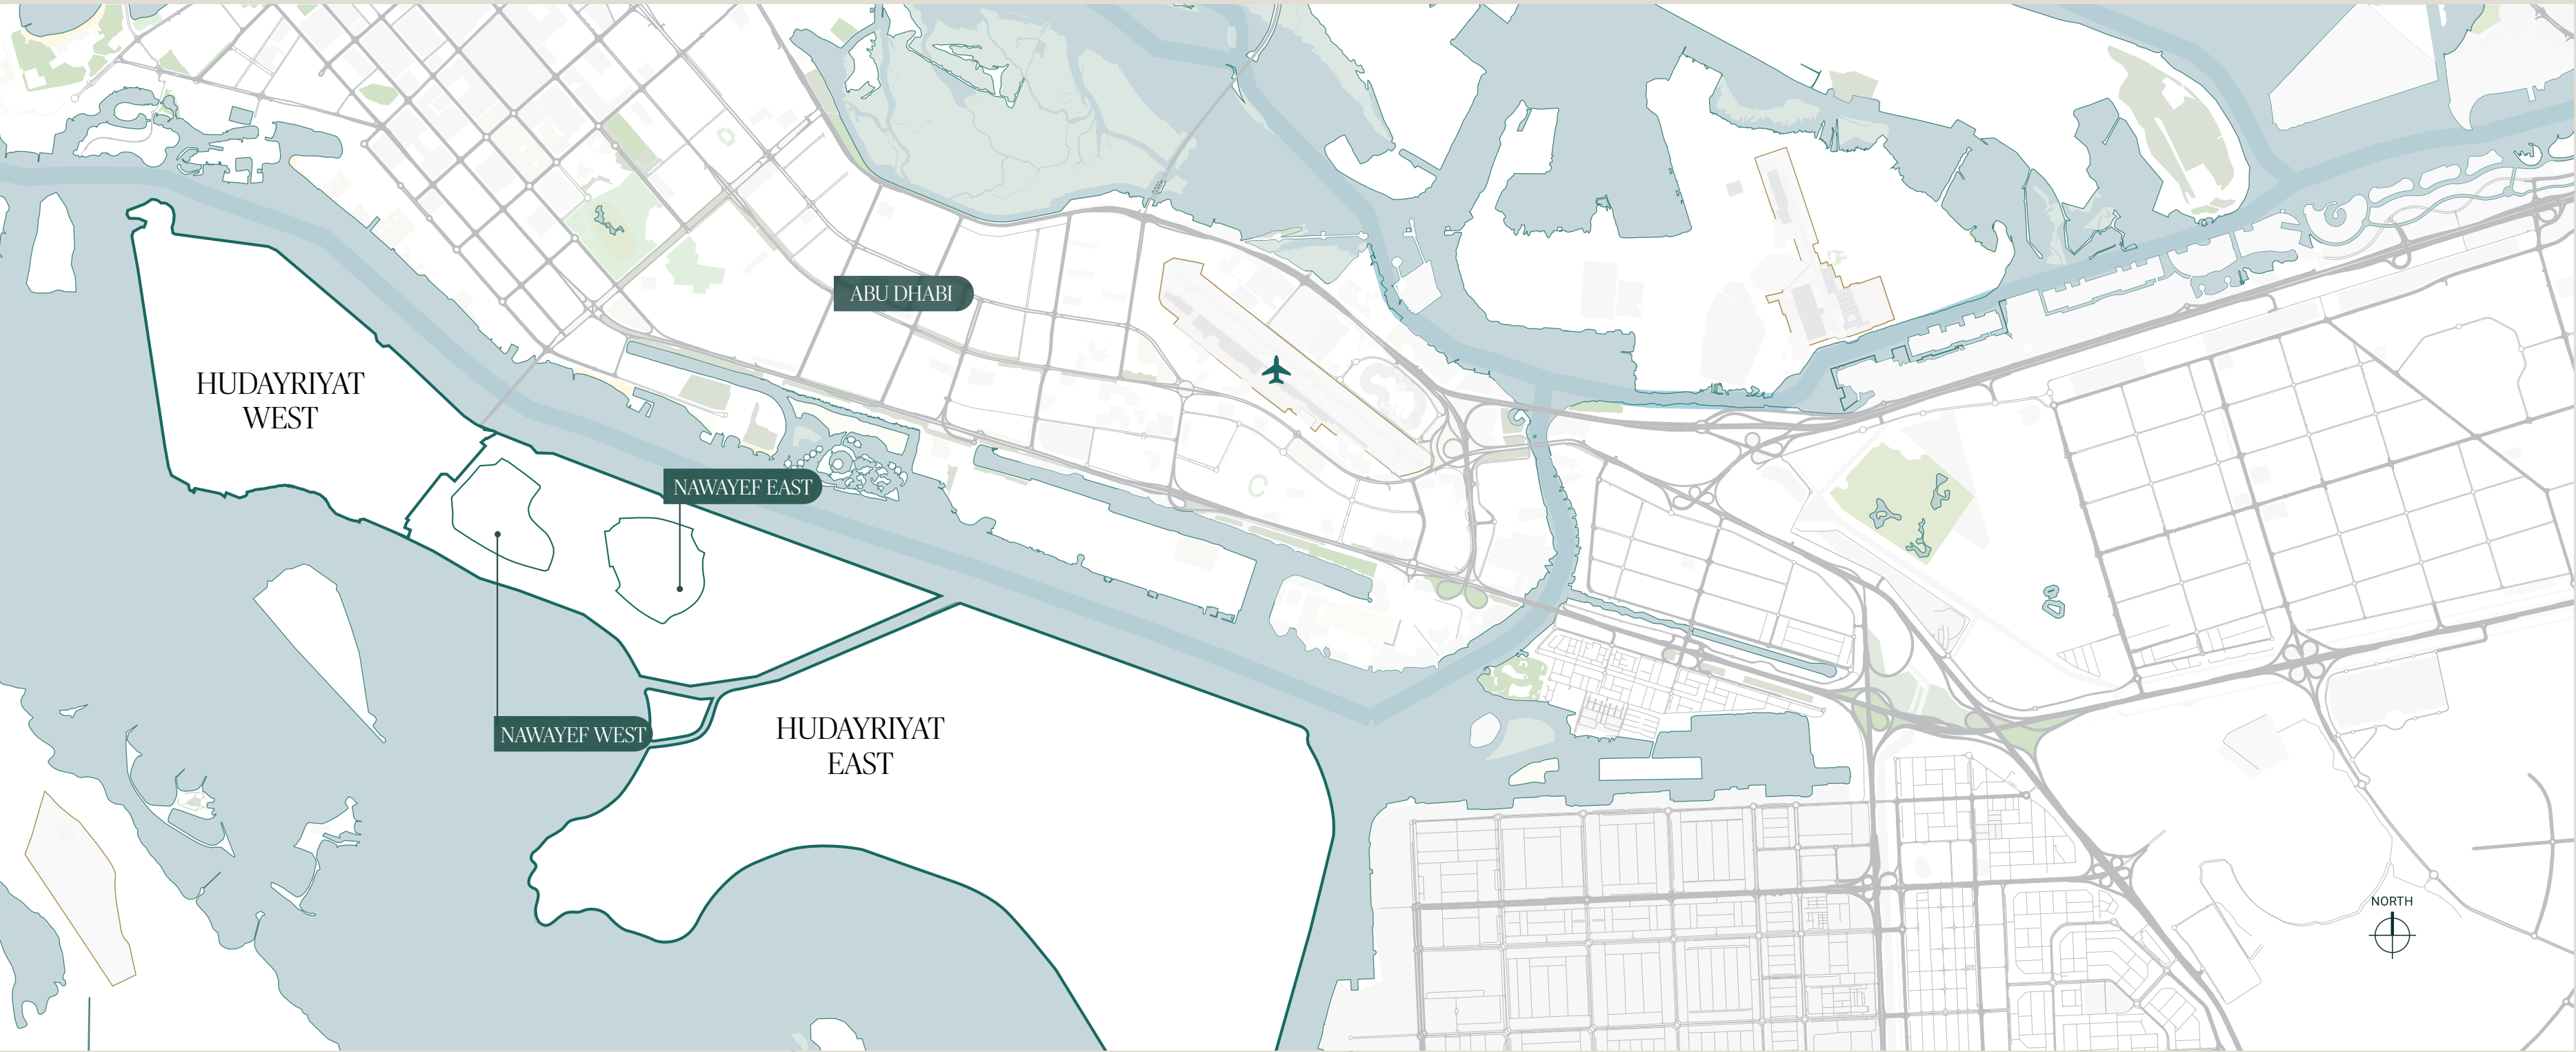 ABU DHABI
HUDAYRIYAT
WEST
NAWAYEF EAST
NAWAYEF WEST
HUDAYRIYAT
EAST
NORTH